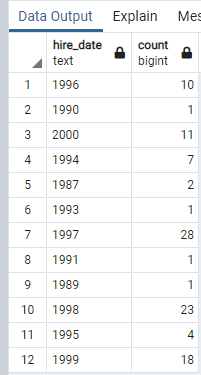 Data Output Explain Mes
hire_date count
text bigint
1 1996 10
2 1990 1
3 2000 11
4 1994 7
5 1987 2
6 1993 1
7 1997 28
8 1991 1
9 1989 1
10 1998 23
11 1995 4
12 1999 18